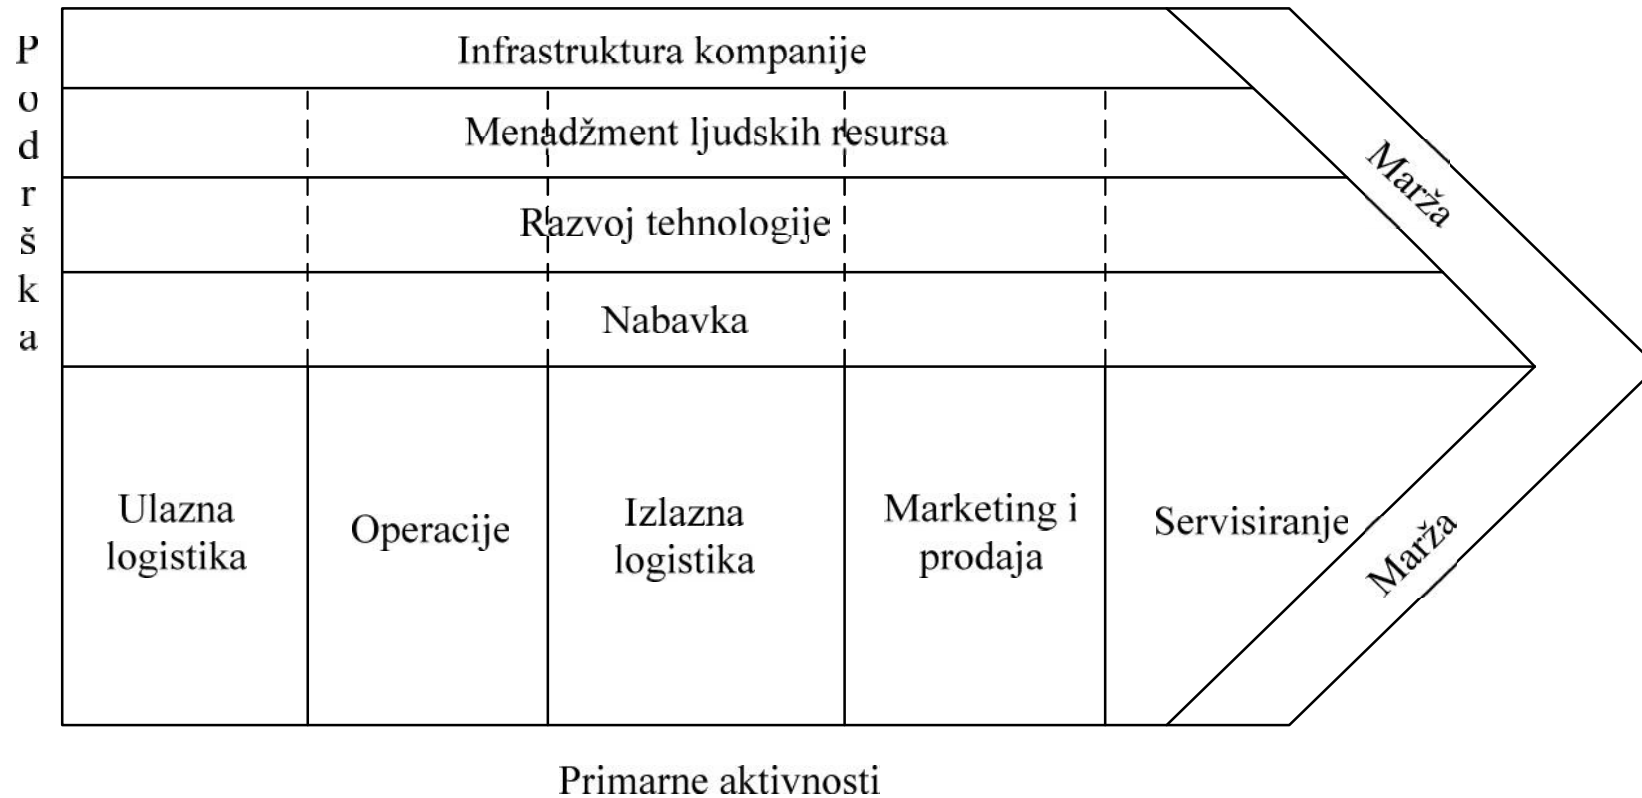 Podrška
Infrastruktura kompanije
Menadžment ljudskih resursa
Razvoj tehnologije
Nabavka
Marža
Ulazna
logistika
Operacije
Izlazna
logistika
Marketing i
prodaja
Servisiranje
Marža
Primarne aktivnosti